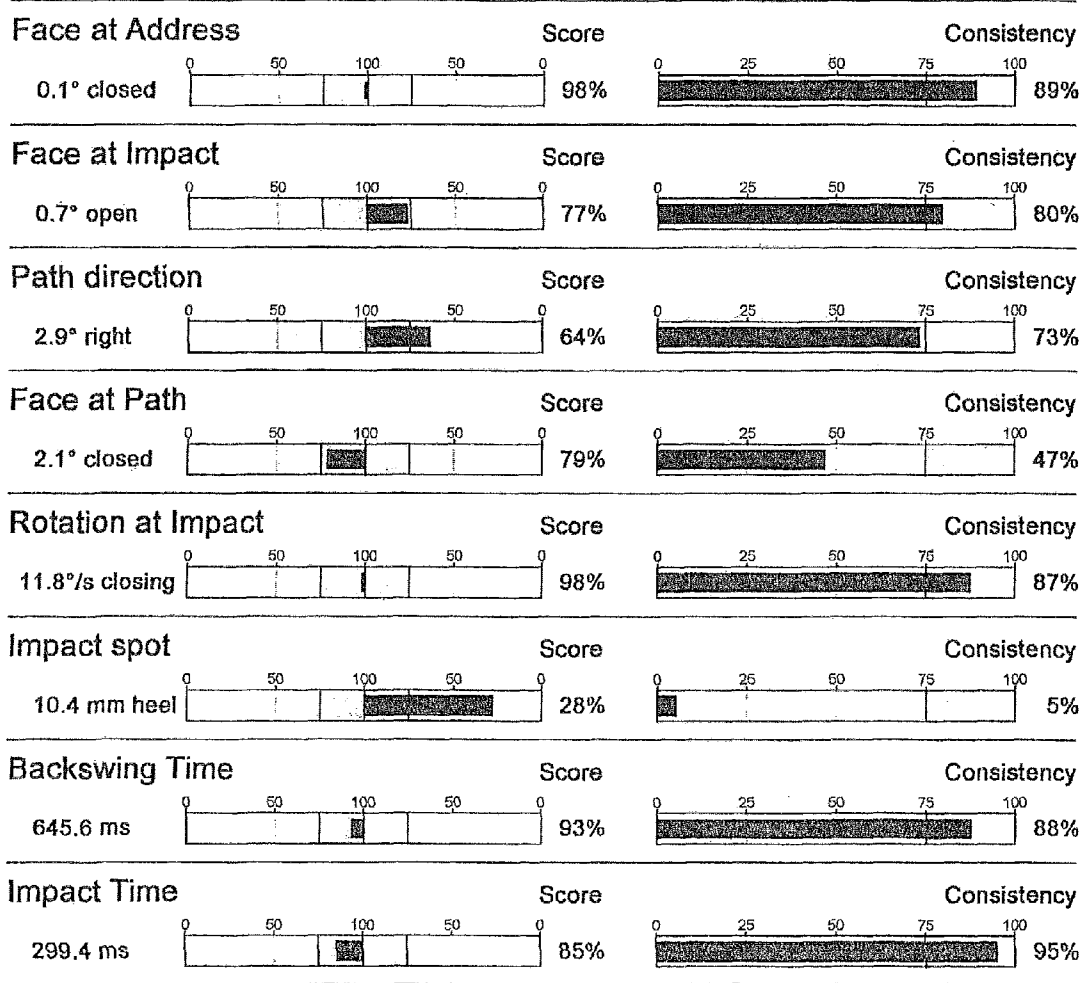 Face at Address Score Consistency
0 50 100 50 0 0 25 50 75 100
0.1° closed 98% 89%
Face at Impact Score Consistency
0 50 100 50 0 0 25 50 75 100
0.7° open 77% 80%
Path direction Score Consistency
0 50 100 50 0 0 25 50 75 100
2.9° right 64% 73%
Face at Path Score Consistency
0 50 100 50 0 0 25 50 75 100
2.1° closed 79% 47%
Rotation at Impact Score Consistency
0 50 100 50 0 0 25 50 75 100
11.8°/s closing 98% 87%
Impact spot Score Consistency
0 50 100 50 0 0 25 50 75 100
10.4 mm heel 28% 5%
Backswing Time Score Consistency
0 50 100 50 0 0 25 50 75 100
645.6 ms 93% 88%
Impact Time Score Consistency
0 50 100 50 0 0 25 50 75 100
299.4 ms 85% 95%